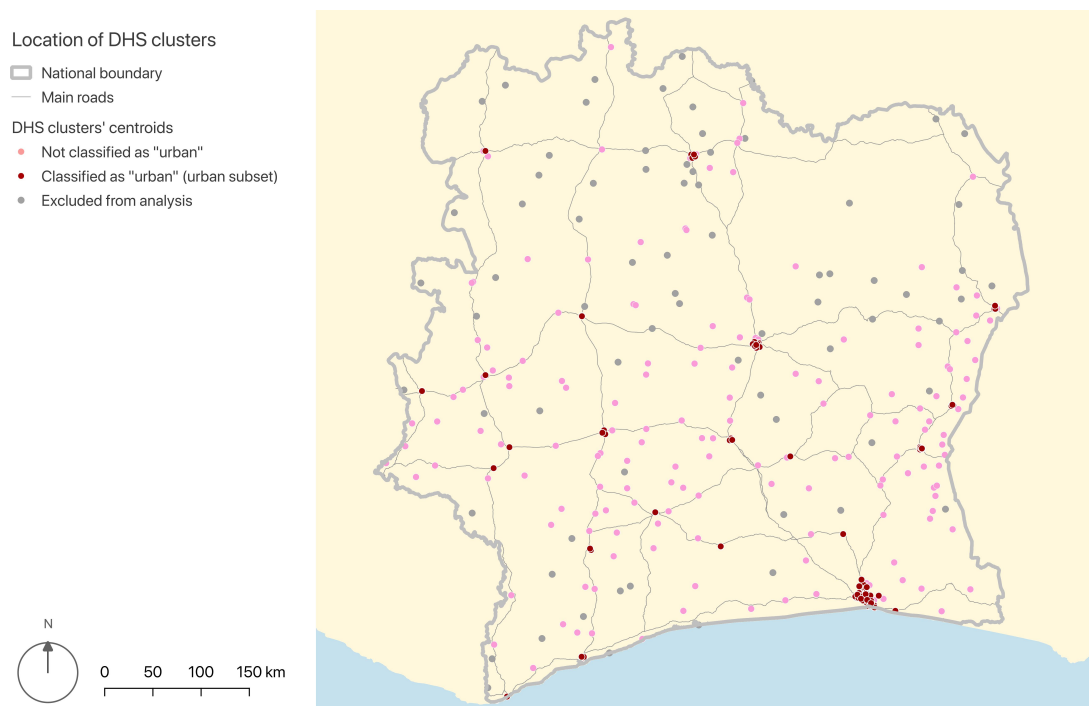 Location of DHS clusters
National boundary
Main roads
DHS clusters' centroids
Not classified as "urban"
Classified as "urban" (urban subset)
Excluded from analysis
N
0 50 100 150 km